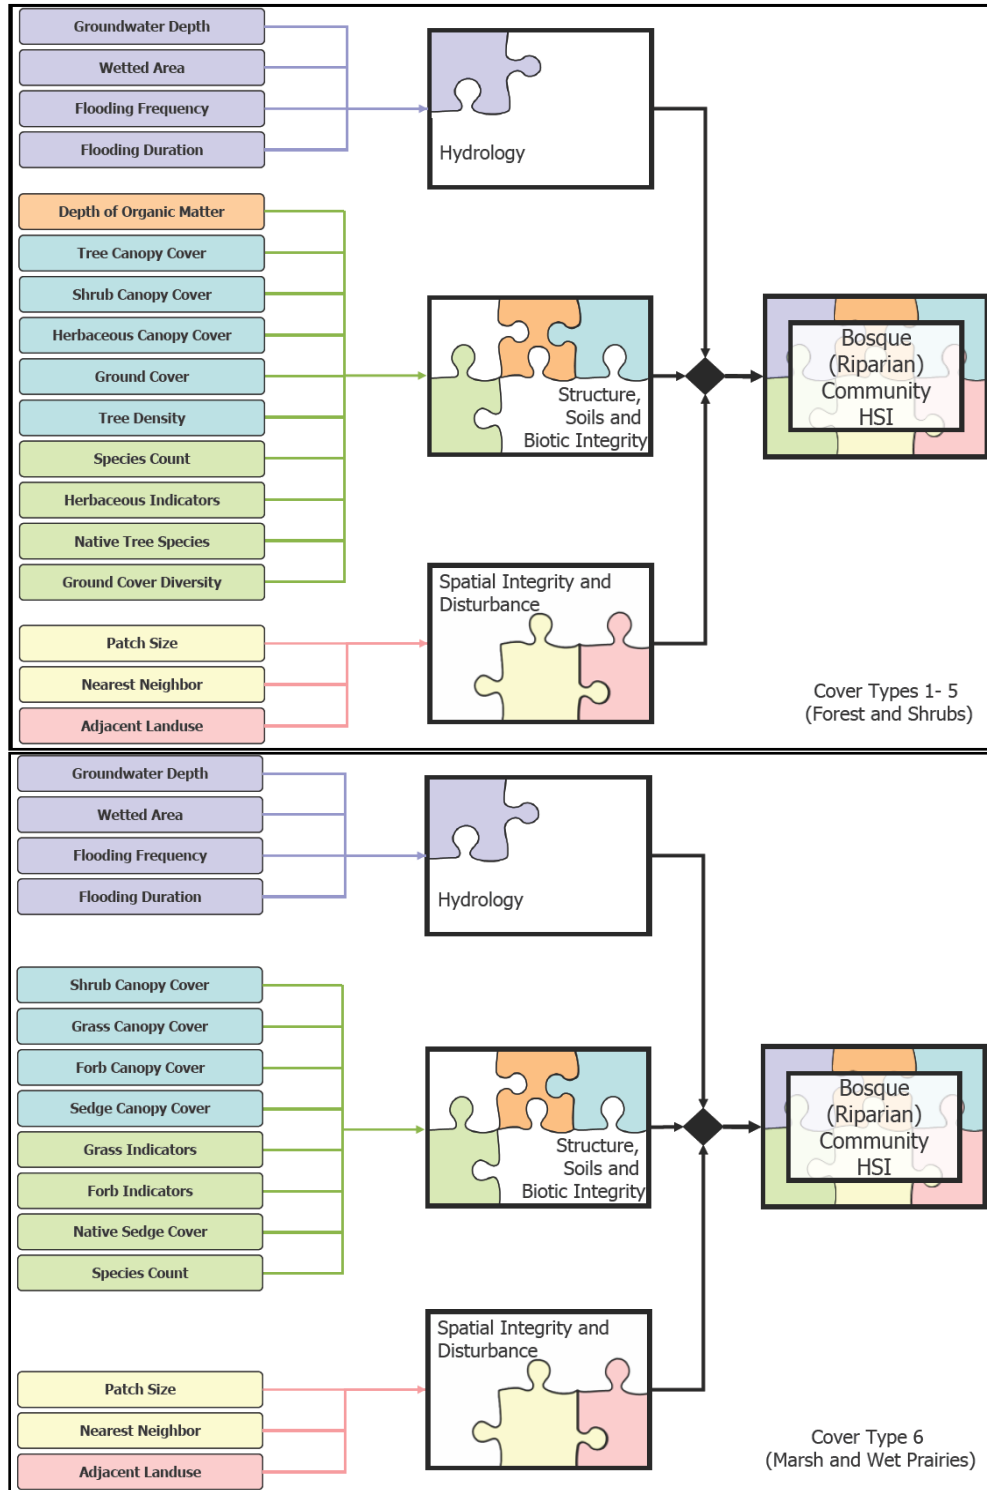 Groundwater Depth
Wetted Area
Flooding Frequency
Flooding Duration
Hydrology
Depth of Organic Matter
Tree Canopy Cover
Shrub Canopy Cover
Herbaceous Canopy Cover
Ground Cover
Tree Density
Species Count
Herbaceous Indicators
Native Tree Species
Ground Cover Diversity
Structure,
Soils and
Biotic Integrity
Bosque
(Riparian)
Community
HSI
Patch Size
Nearest Neighbor
Adjacent Landuse
Spatial Integrity and
Disturbance
Cover Types 1- 5
(Forest and Shrubs)
Groundwater Depth
Wetted Area
Flooding Frequency
Flooding Duration
Hydrology
Shrub Canopy Cover
Grass Canopy Cover
Forb Canopy Cover
Sedge Canopy Cover
Grass Indicators
Forb Indicators
Native Sedge Cover
Species Count
Structure,
Soils and
Biotic Integrity
Bosque
(Riparian)
Community
HSI
Patch Size
Nearest Neighbor
Adjacent Landuse
Spatial Integrity and
Disturbance
Cover Type 6
(Marsh and Wet Prairies)